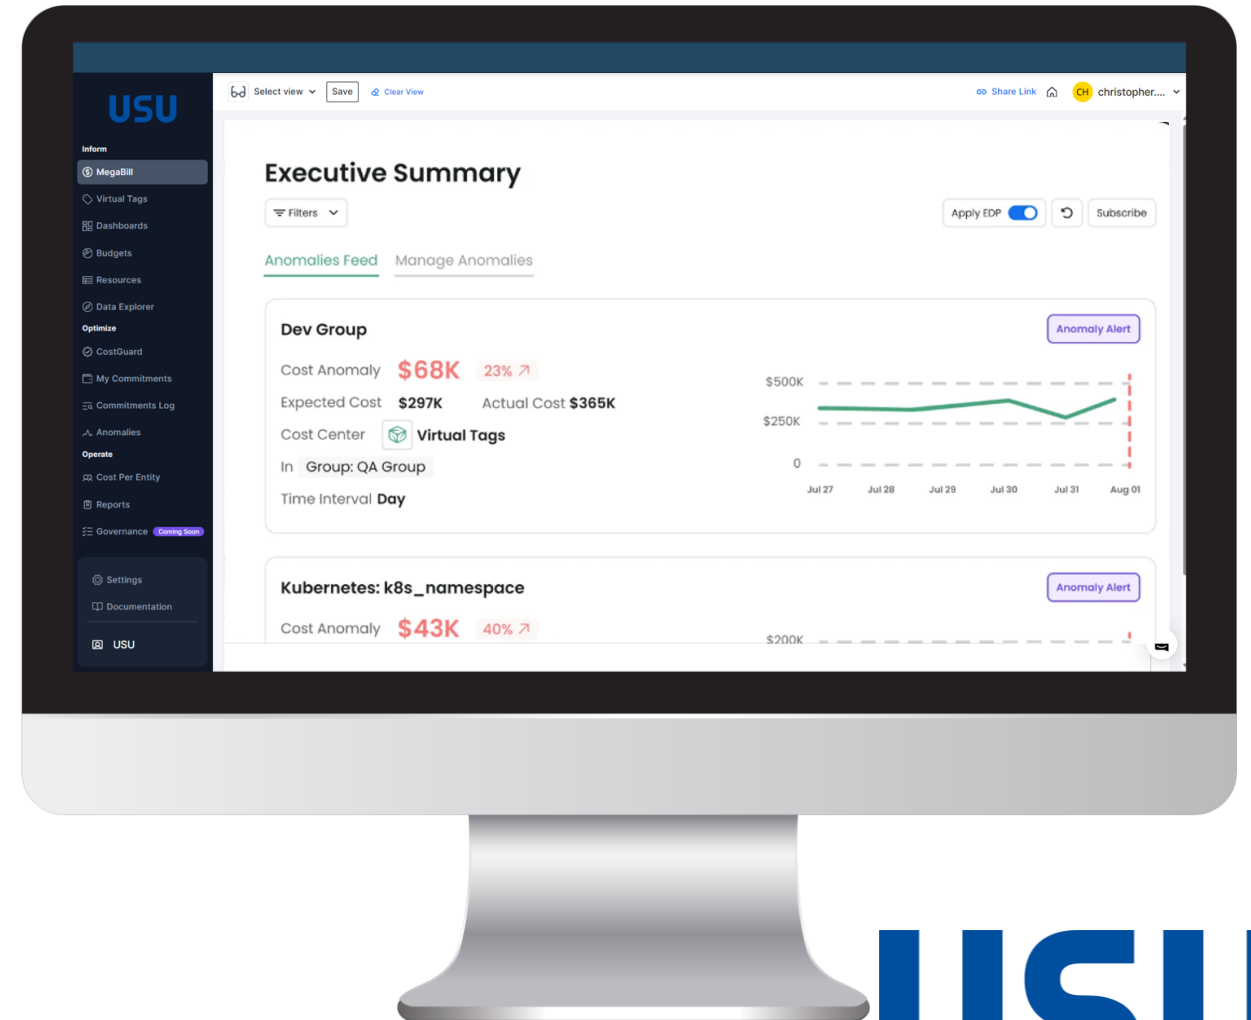 USU
Select view
Save
Clear View
Share Link
CH
christopher....
Inform
MegaBill
Virtual Tags
Dashboards
Budgets
Resources
Data Explorer
Optimize
CostGuard
My Commitments
Commitments Log
Anomalies
Operate
Cost Per Entity
Reports
Governance Coming Soon
Settings
Documentation
USU
Executive Summary
Filters
Apply EDP
Subscribe
Anomalies Feed
Manage Anomalies
Dev Group
Anomaly Alert
Cost Anomaly $68K 23%
Expected Cost $297K Actual Cost $365K
Cost Center Virtual Tags
In Group: QA Group
Time Interval Day
$500K
$250K
0
Jul 27 Jul 28 Jul 29 Jul 30 Jul 31 Aug 01
Kubernetes: k8s_namespace
Anomaly Alert
Cost Anomaly $43K 40%
$200K
USU